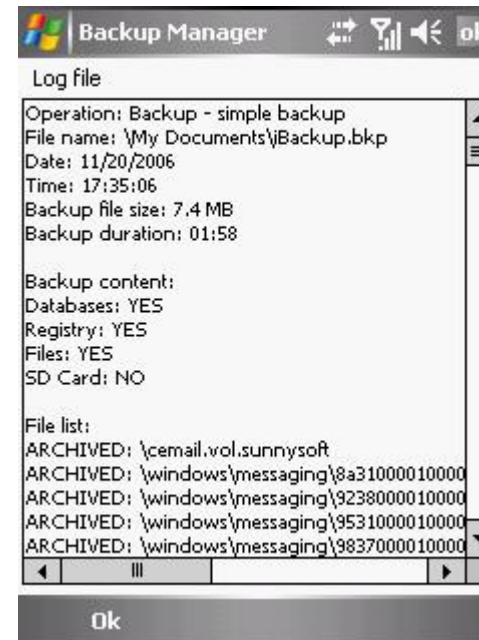 Backup Manager
ok
Log file
Operation: Backup - simple backup
File name: \My Documents\iBackup.bkp
Date: 11/20/2006
Time: 17:35:06
Backup file size: 7.4 MB
Backup duration: 01:58
Backup content:
Databases: YES
Registry: YES
Files: YES
SD Card: NO
File list:
ARCHIVED: \cemail.vol.sunnysoft
ARCHIVED: \windows\messaging\8a31000010000
ARCHIVED: \windows\messaging\9238000010000
ARCHIVED: \windows\messaging\9531000010000
ARCHIVED: \windows\messaging\9837000010000
Ok